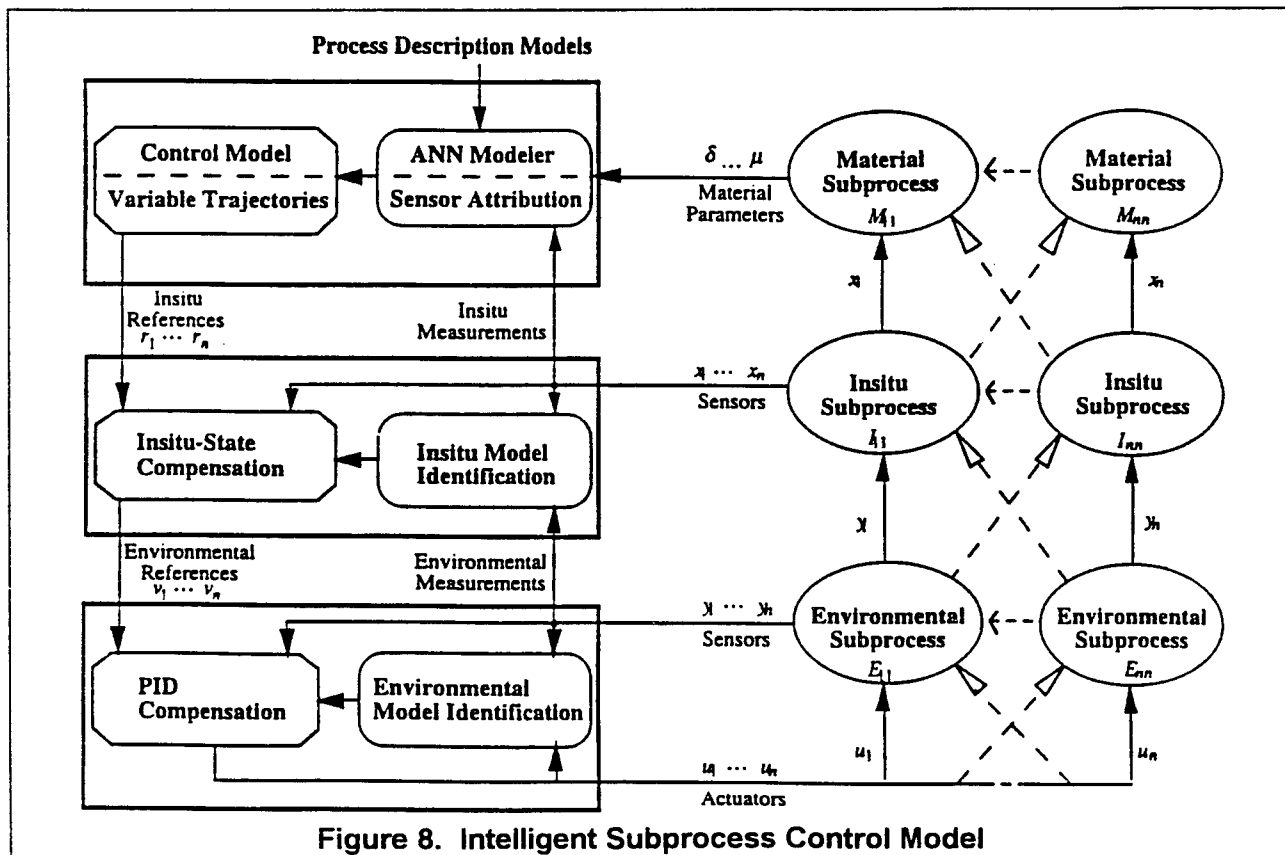 Process Description Models
Control Model
Variable Trajectories
ANN Modeler
Sensor Attribution
δ ... μ
Material
Parameters
Material
Subprocess
M11
Material
Subprocess
Mnn
Insitu
References
r1 ... rn
Insitu
Measurements
x1
xn
Insitu-State
Compensation
Insitu Model
Identification
x1 ... xn
Sensors
Insitu
Subprocess
I11
Insitu
Subprocess
Inn
Environmental
References
v1 ... vn
Environmental
Measurements
y1
yn
PID
Compensation
Environmental
Model Identification
y1 ... yn
Sensors
Environmental
Subprocess
E11
Environmental
Subprocess
Enn
u1 ... un
Actuators
u1
un
Figure 8. Intelligent Subprocess Control Model